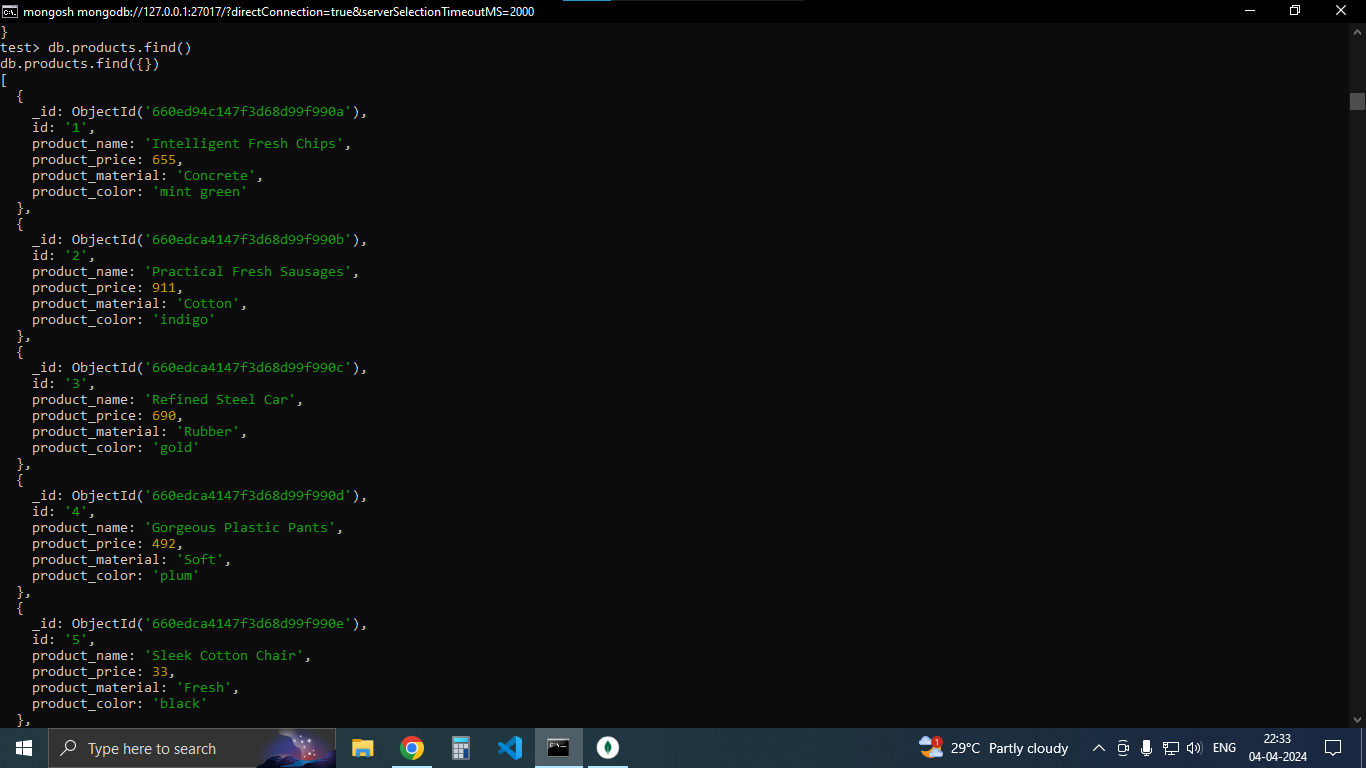 mongosh mongodb://127.0.0.1:27017/?directConnection=true&serverSelectionTimeoutMS=2000
}
test> db.products.find()
db.products.find({})
[
  {
    _id: ObjectId('660ed94c147f3d68d99f990a'),
    id: '1',
    product_name: 'Intelligent Fresh Chips',
    product_price: 655,
    product_material: 'Concrete',
    product_color: 'mint green'
  },
  {
    _id: ObjectId('660edca4147f3d68d99f990b'),
    id: '2',
    product_name: 'Practical Fresh Sausages',
    product_price: 911,
    product_material: 'Cotton',
    product_color: 'indigo'
  },
  {
    _id: ObjectId('660edca4147f3d68d99f990c'),
    id: '3',
    product_name: 'Refined Steel Car',
    product_price: 690,
    product_material: 'Rubber',
    product_color: 'gold'
  },
  {
    _id: ObjectId('660edca4147f3d68d99f990d'),
    id: '4',
    product_name: 'Gorgeous Plastic Pants',
    product_price: 492,
    product_material: 'Soft',
    product_color: 'plum'
  },
  {
    _id: ObjectId('660edca4147f3d68d99f990e'),
    id: '5',
    product_name: 'Sleek Cotton Chair',
    product_price: 33,
    product_material: 'Fresh',
    product_color: 'black'
  },
Type here to search
1
29°C Partly cloudy
ENG
22:33
04-04-2024